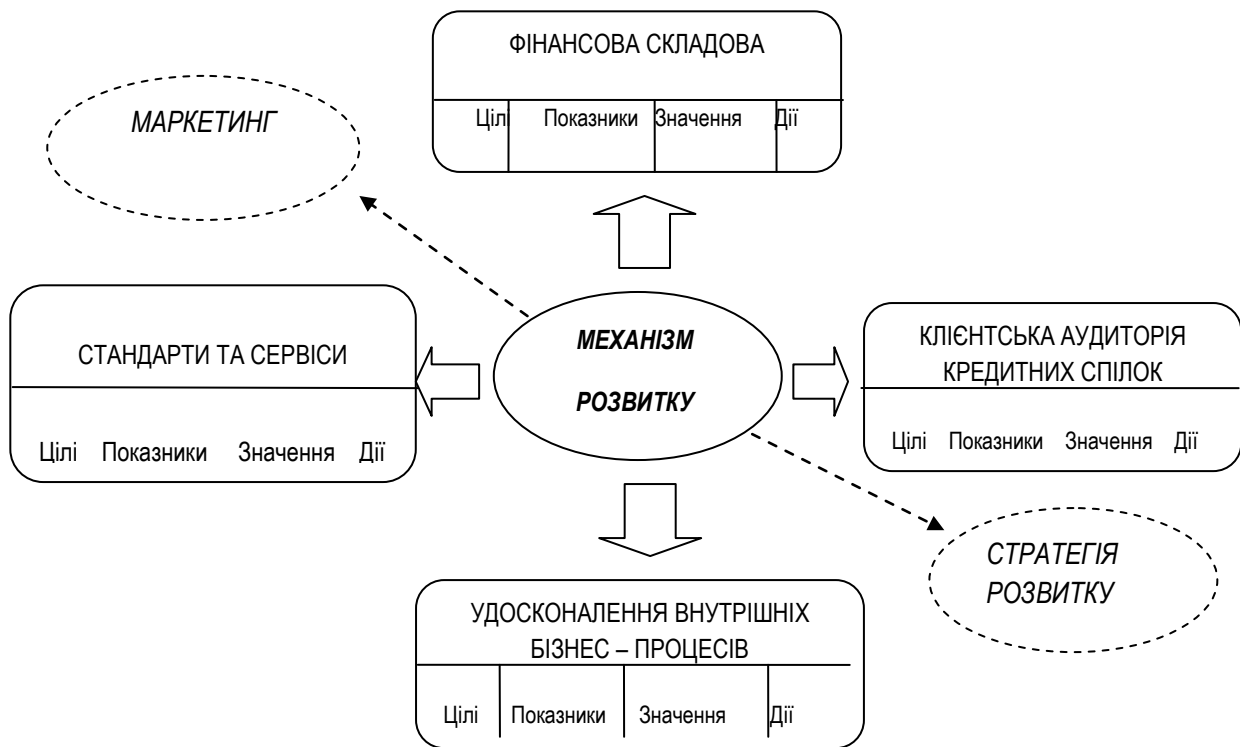 ФІНАНСОВА СКЛАДОВА
Цілі Показники Значення Дії
МАРКЕТИНГ
СТАНДАРТИ ТА СЕРВІСИ
Цілі Показники Значення Дії
МЕХАНІЗМ
РОЗВИТКУ
КЛІЄНТСЬКА АУДИТОРІЯ
КРЕДИТНИХ СПІЛОК
Цілі Показники Значення Дії
СТРАТЕГІЯ
РОЗВИТКУ
УДОСКОНАЛЕННЯ ВНУТРІШНІХ
БІЗНЕС – ПРОЦЕСІВ
Цілі Показники Значення Дії